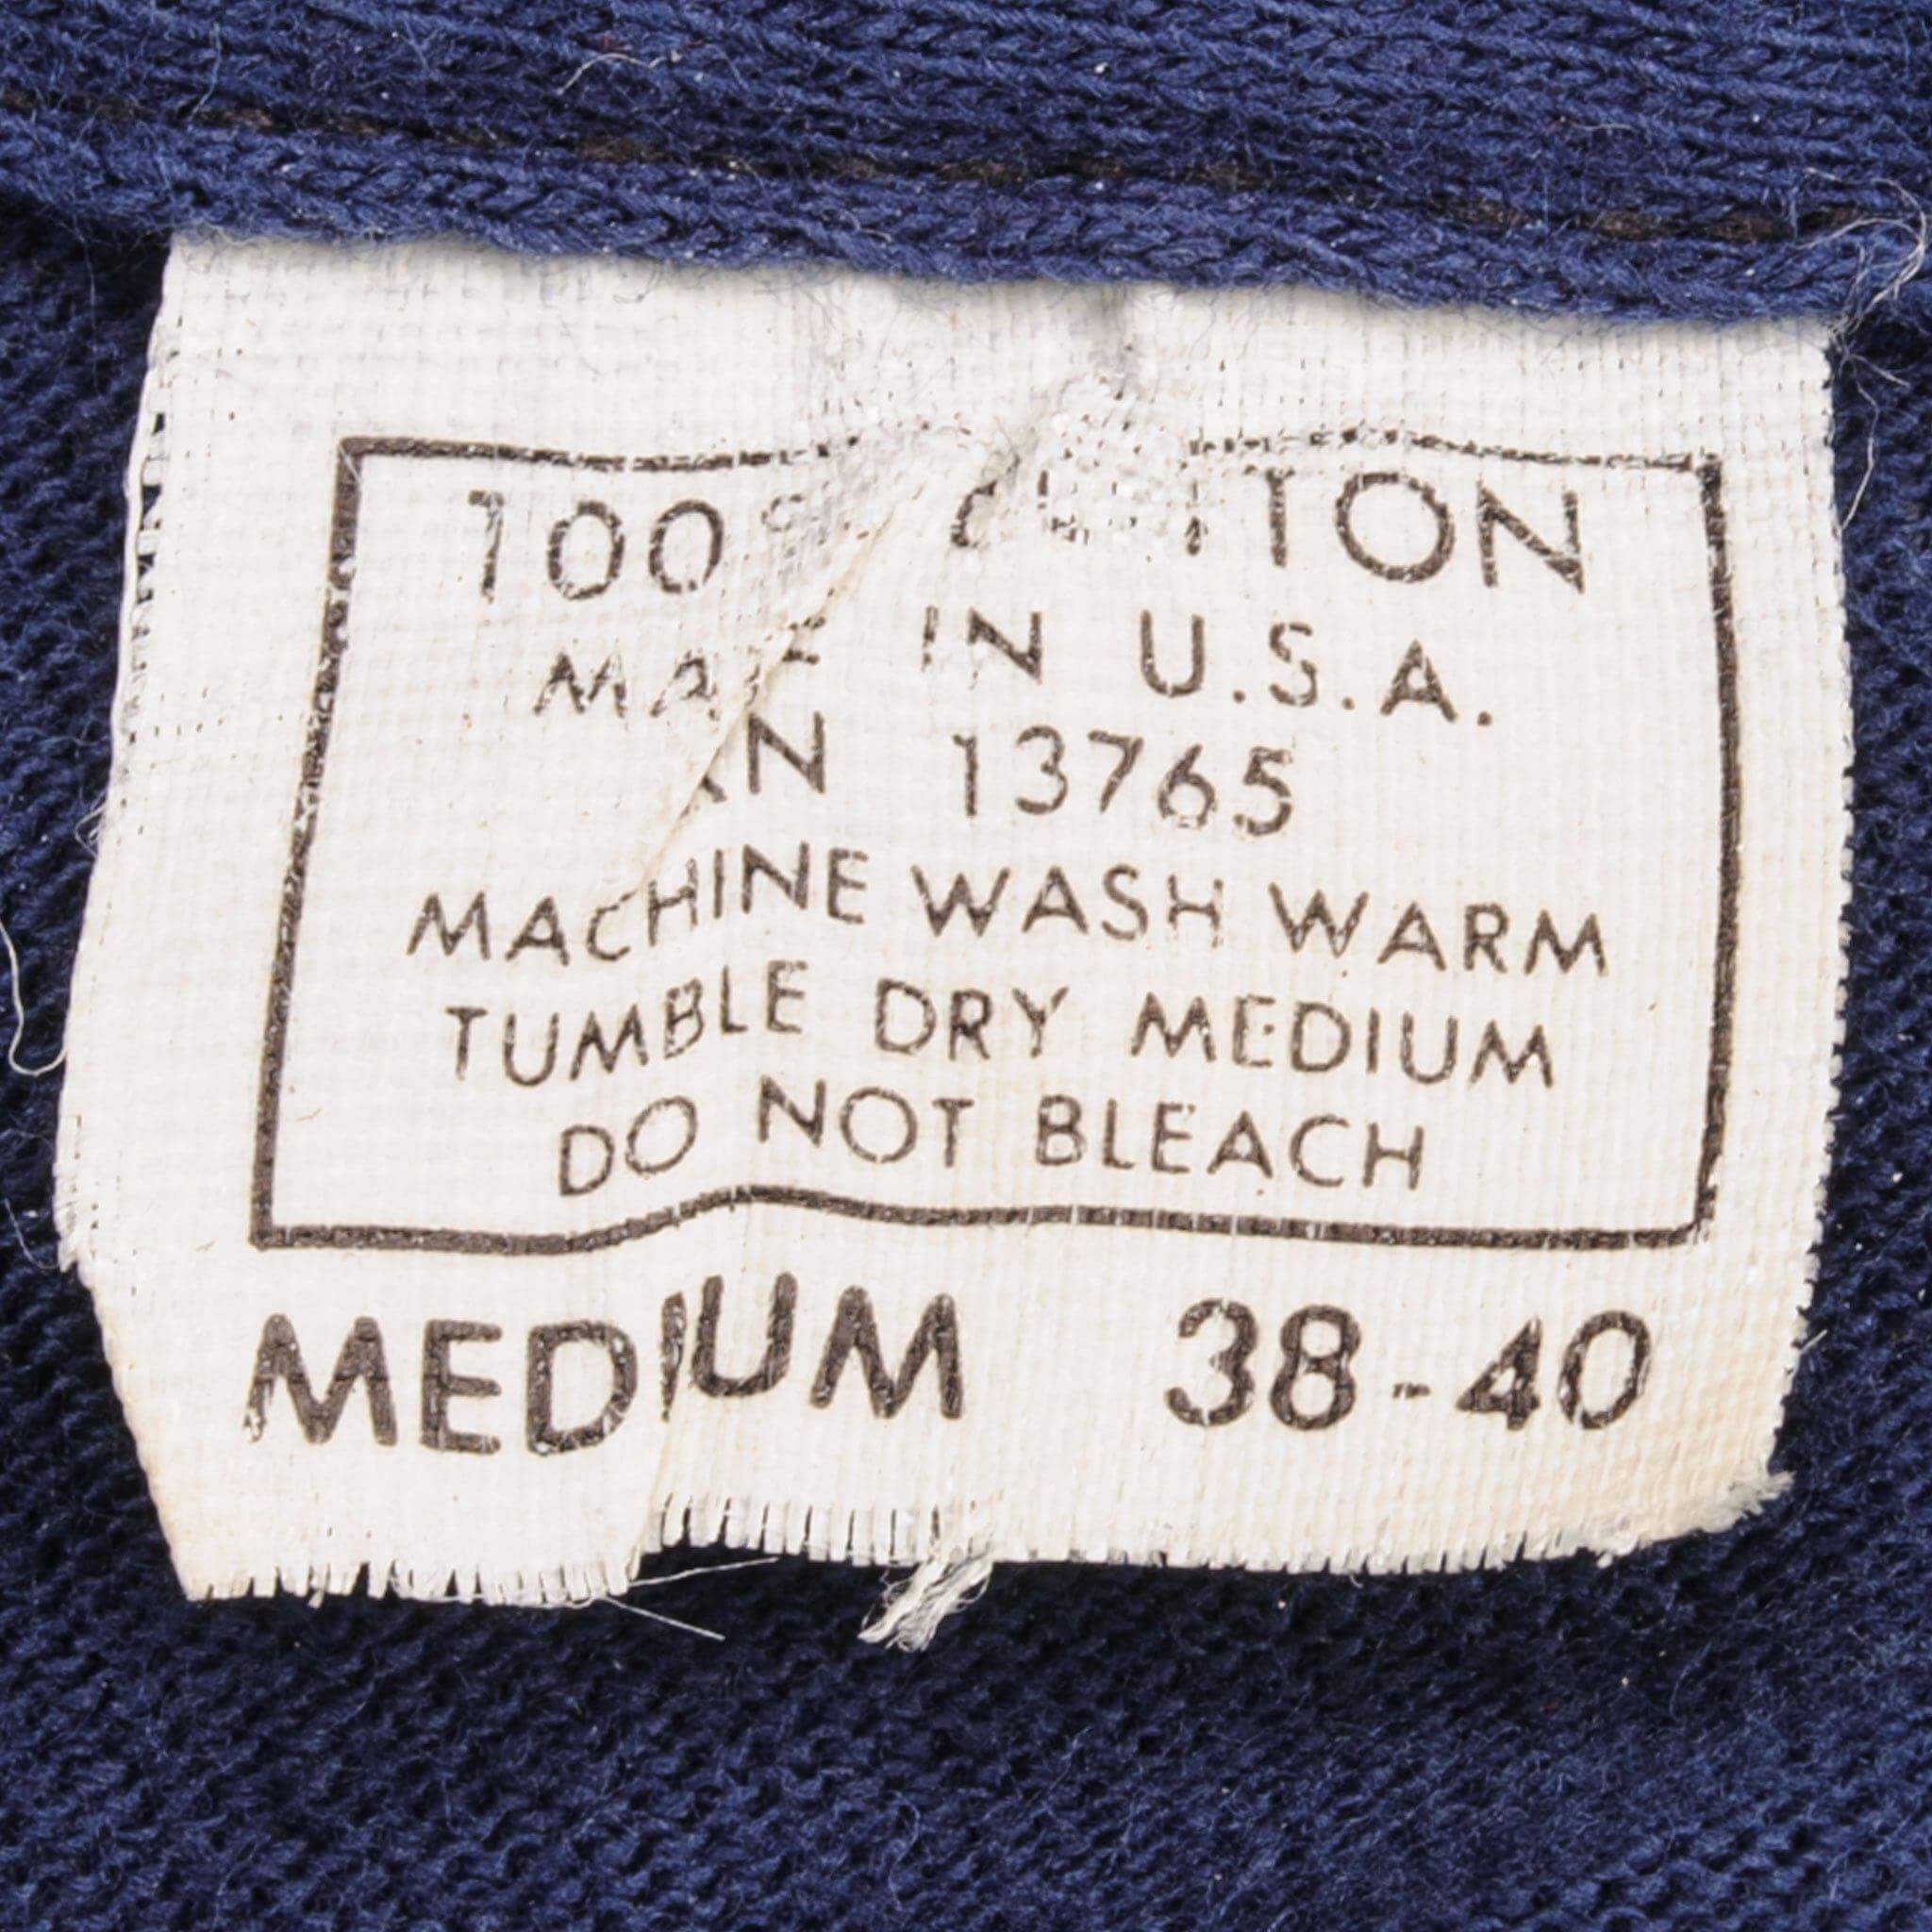 100% COTTON
MADE IN U.S.A.
RN 13765
MACHINE WASH WARM
TUMBLE DRY MEDIUM
DO NOT BLEACH
MEDIUM 38-40